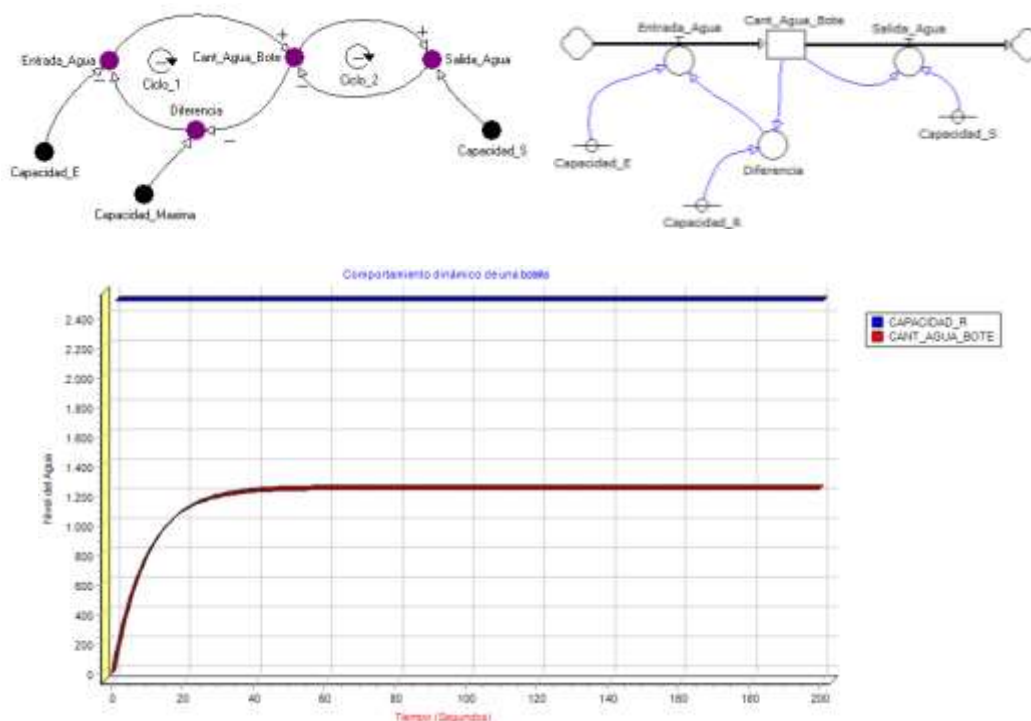 Entrada_Agua
Cant_Agua_Bote
Salida_Agua
Ciclo_1
Ciclo_2
Diferencia
Capacidad_E
Capacidad_S
Capacidad_Maxima
+
−
+
−
−
−
−
Entrada_Agua
Cant_Agua_Bote
Salida_Agua
Capacidad_E
Capacidad_S
Diferencia
Capacidad_R
Comportamiento dinámico de una
CAPACIDAD_R
CANT_AGUA_BOTE
Nivel del Agua
2.400
2.200
2.000
1.800
1.600
1.400
1.200
1.000
800
600
400
200
0
0 20 40 60 80 100 120 140 160 180 200
Tiempo (Segundos)